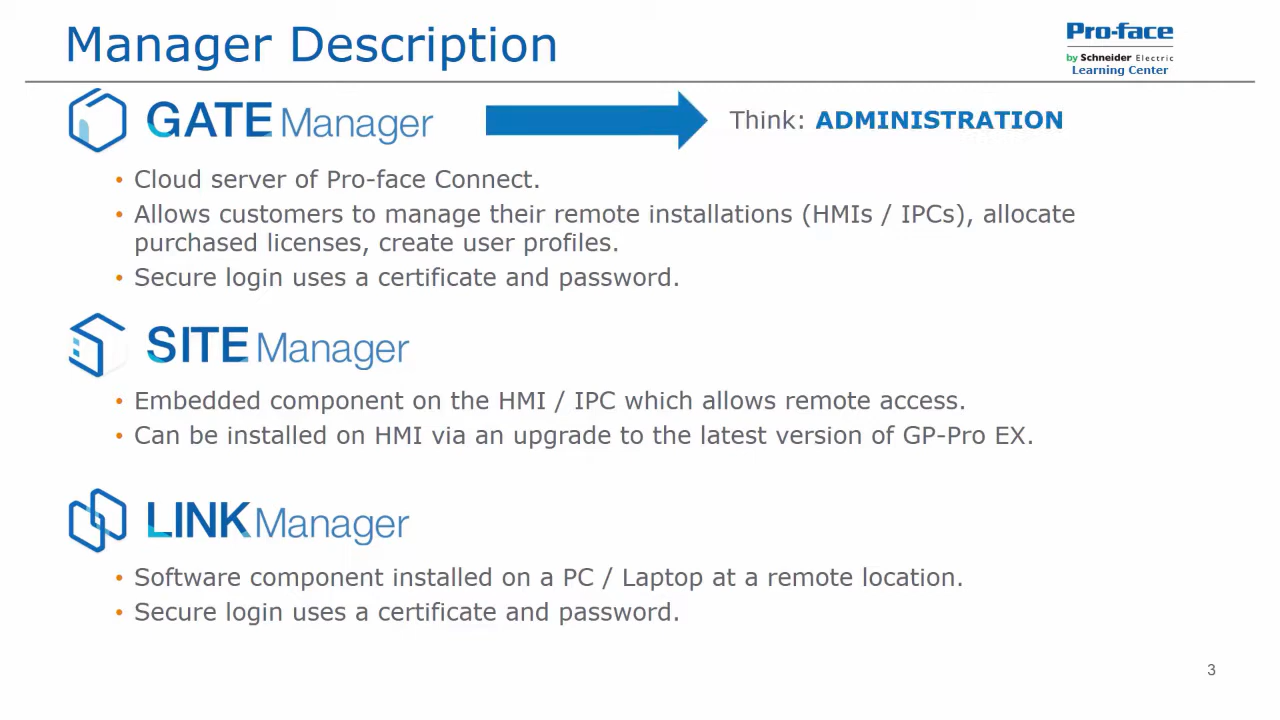 Manager Description
Pro-face
by Schneider Electric
Learning Center
GATE Manager
Think: ADMINISTRATION
• Cloud server of Pro-face Connect.
• Allows customers to manage their remote installations (HMIs / IPCs), allocate
purchased licenses, create user profiles.
• Secure login uses a certificate and password.
SITE Manager
• Embedded component on the HMI / IPC which allows remote access.
• Can be installed on HMI via an upgrade to the latest version of GP-Pro EX.
LINK Manager
• Software component installed on a PC / Laptop at a remote location.
• Secure login uses a certificate and password.
3